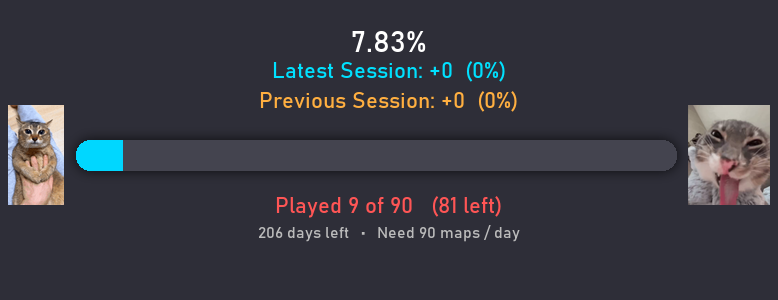 7.83%
Latest Session: +0 (0%)
Previous Session: +0 (0%)
Played 9 of 90 (81 left)
206 days left • Need 90 maps / day